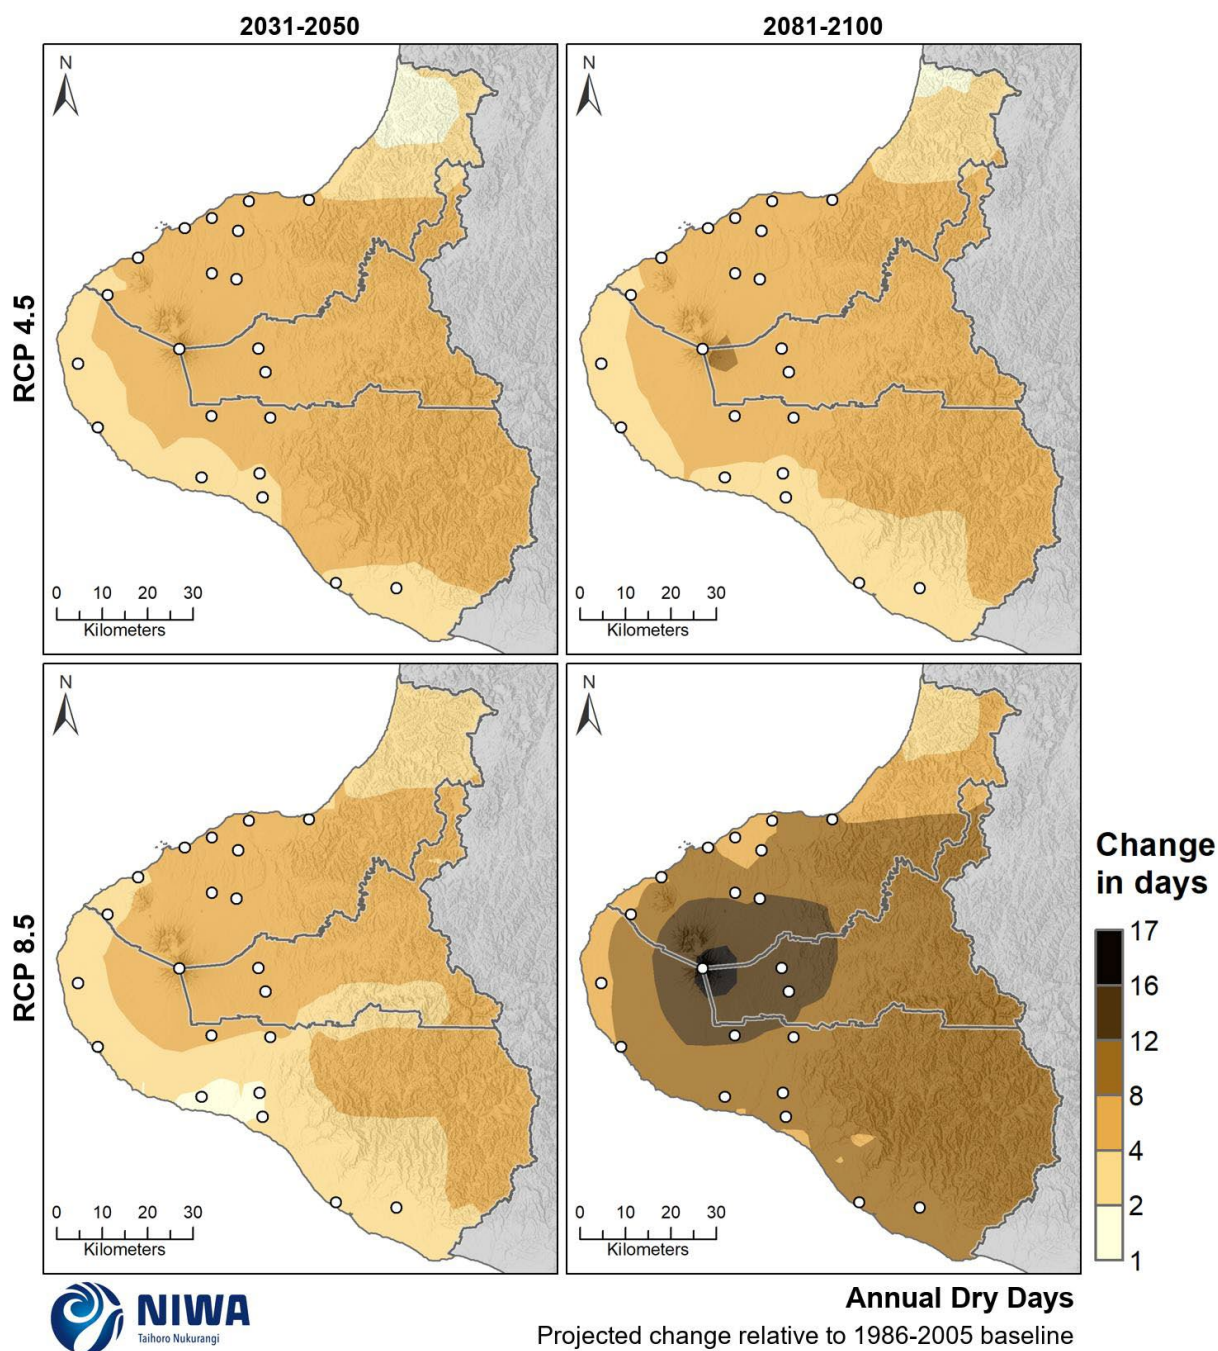 2031-2050
2081-2100
RCP 4.5
N
0 10 20 30
Kilometers
N
0 10 20 30
Kilometers
RCP 8.5
N
0 10 20 30
Kilometers
N
0 10 20 30
Kilometers
Change
in days
17
16
12
8
4
2
1
NIWA
Taihoro Nukurangi
Annual Dry Days
Projected change relative to 1986-2005 baseline